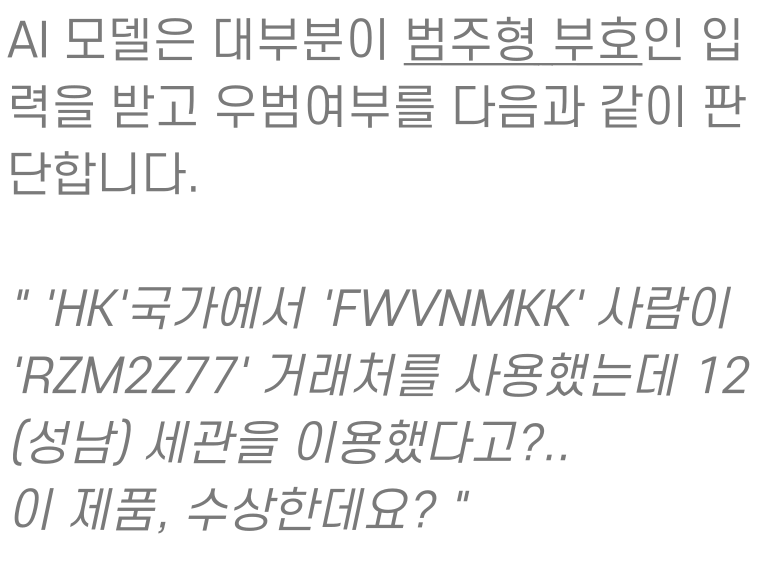 AI 모델은 대부분이 범주형 부호인 입
력을 받고 우범여부를 다음과 같이 판
단합니다.
" 'HK'국가에서 'FWVNMKK' 사람이
'RZM2Z77' 거래처를 사용했는데 12
(성남) 세관을 이용했다고?..
이 제품, 수상한데요? "